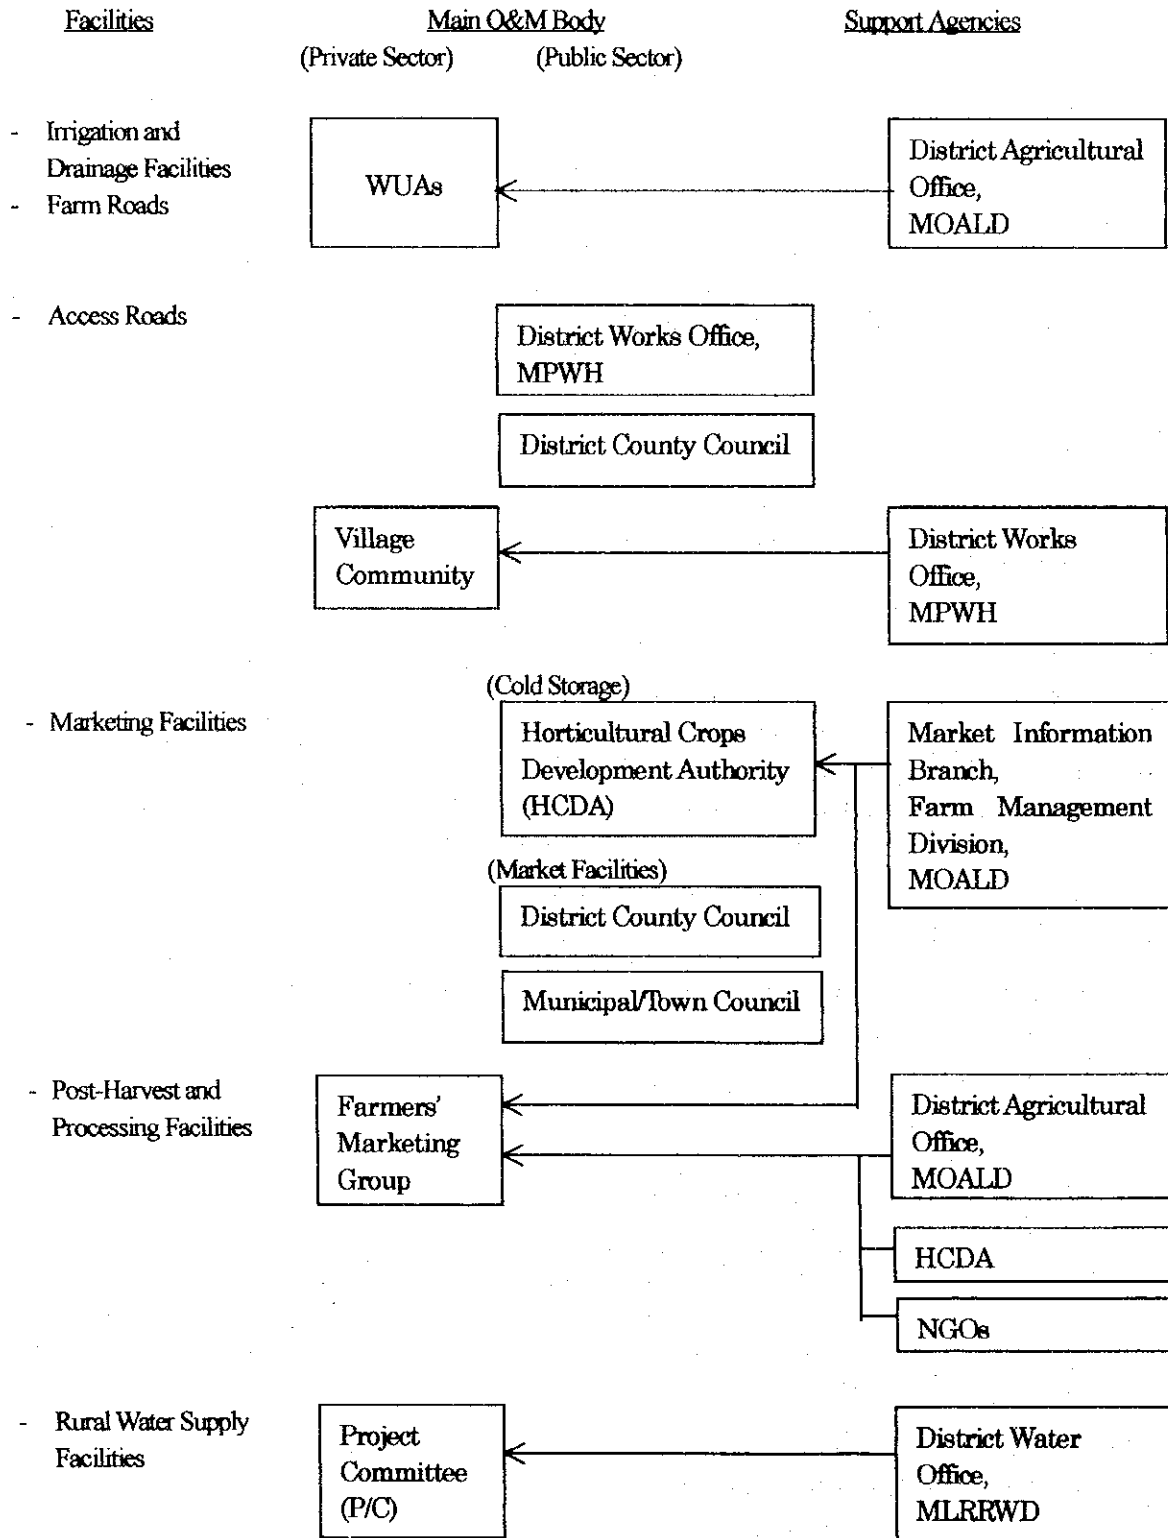 Facilities
Main O&M Body
Support Agencies
(Private Sector)
(Public Sector)
- Irrigation and
Drainage Facilities
- Farm Roads
WUAs
District Agricultural
Office,
MOALD
- Access Roads
District Works Office,
MPWH
District County Council
Village
Community
District Works
Office,
MPWH
- Marketing Facilities
(Cold Storage)
Horticultural Crops
Development Authority
(HCDA)
Market Information
Branch,
Farm Management
Division,
MOALD
(Market Facilities)
District County Council
Municipal/Town Council
- Post-Harvest and
Processing Facilities
Farmers'
Marketing
Group
District Agricultural
Office,
MOALD
HCDA
NGOs
- Rural Water Supply
Facilities
Project
Committee
(P/C)
District Water
Office,
MLRRWD